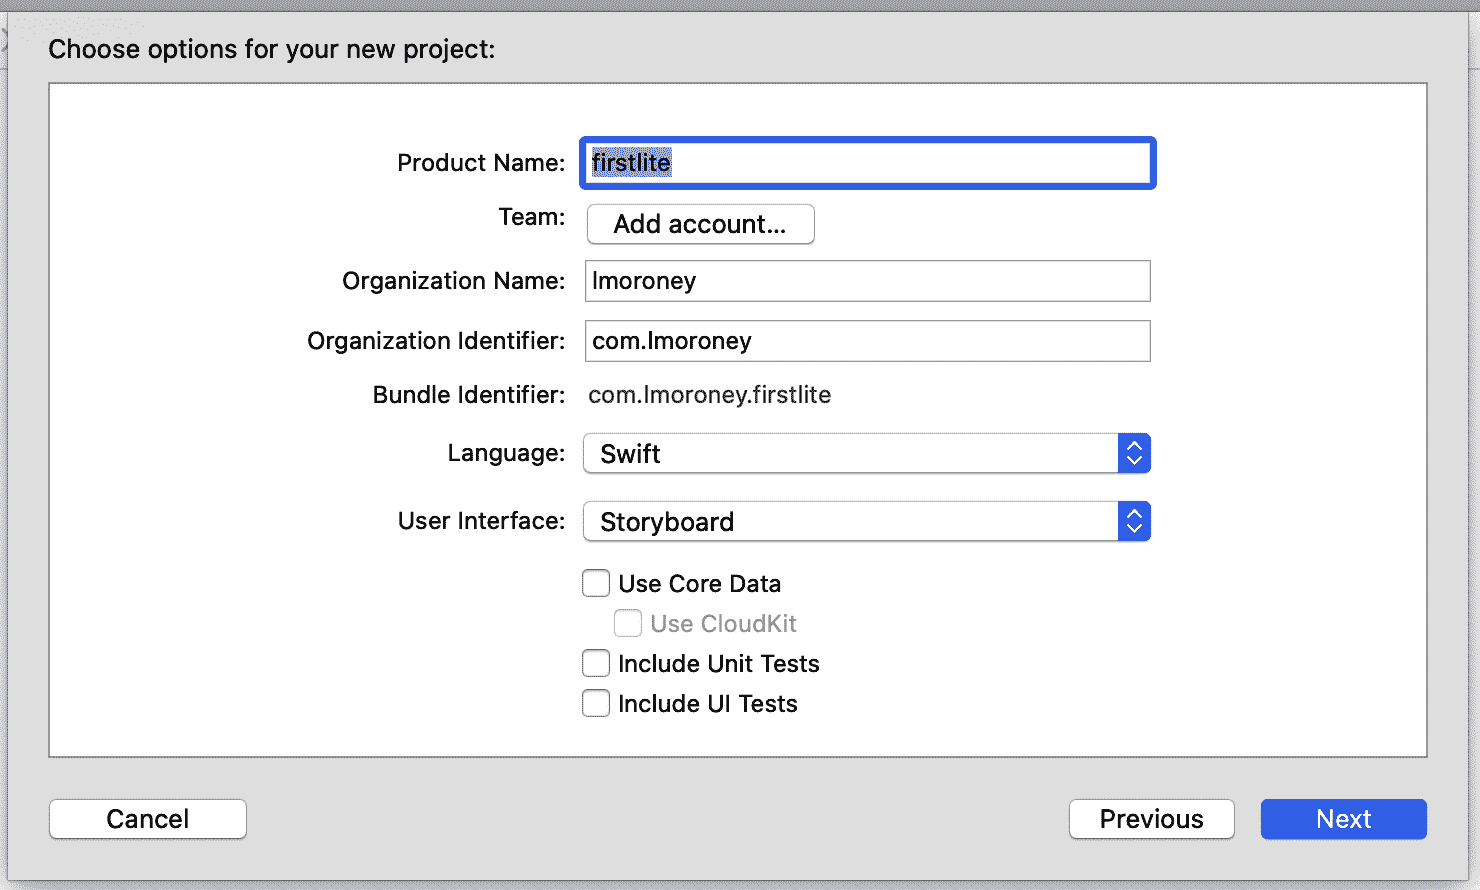 Choose options for your new project:
Product Name: firstlite
Team: Add account...
Organization Name: lmoroney
Organization Identifier: com.lmoroney
Bundle Identifier: com.lmoroney.firstlite
Language: Swift
User Interface: Storyboard
Use Core Data
Use CloudKit
Include Unit Tests
Include UI Tests
Cancel Previous Next